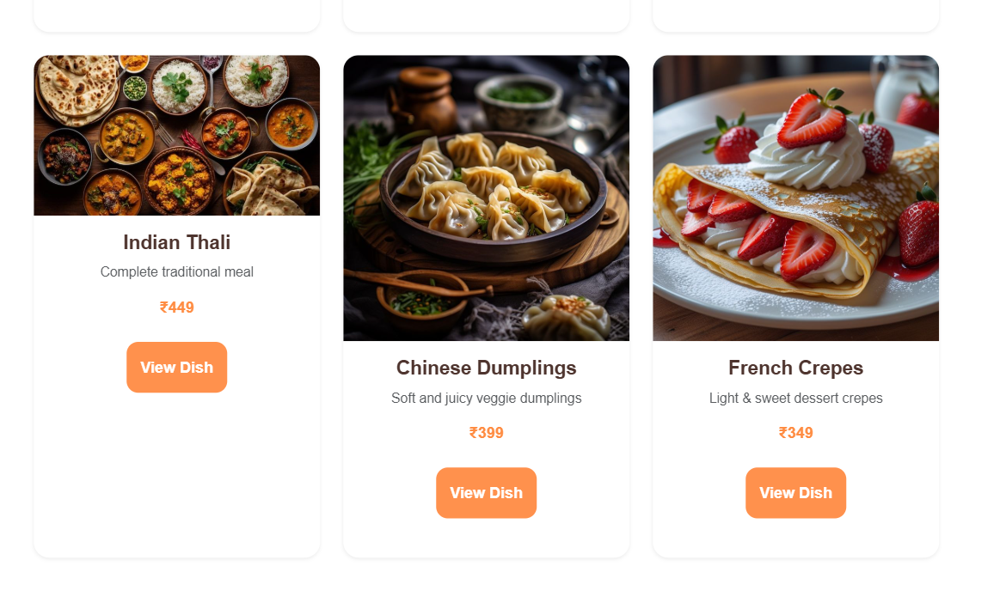 Indian Thali
Complete traditional meal
₹449
View Dish
Chinese Dumplings
Soft and juicy veggie dumplings
₹399
View Dish
French Crepes
Light & sweet dessert crepes
₹349
View Dish